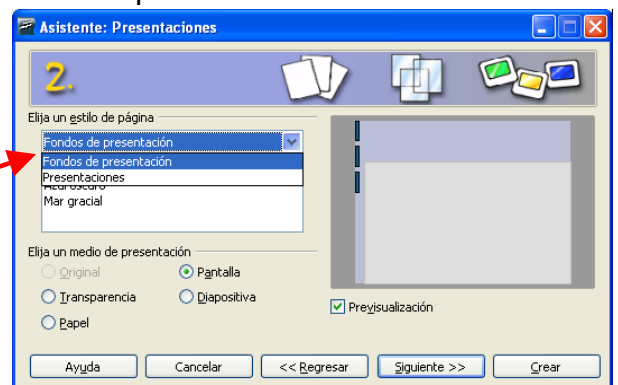 Asistente: Presentaciones
2.
Elija un estilo de página
Fondos de presentación
Fondos de presentación
Presentaciones
Mar gracial
Elija un medio de presentación
Original
Pantalla
Transparencia
Diapositiva
Papel
Previsualización
Ayuda
Cancelar
<< Regresar
Siguiente >>
Crear